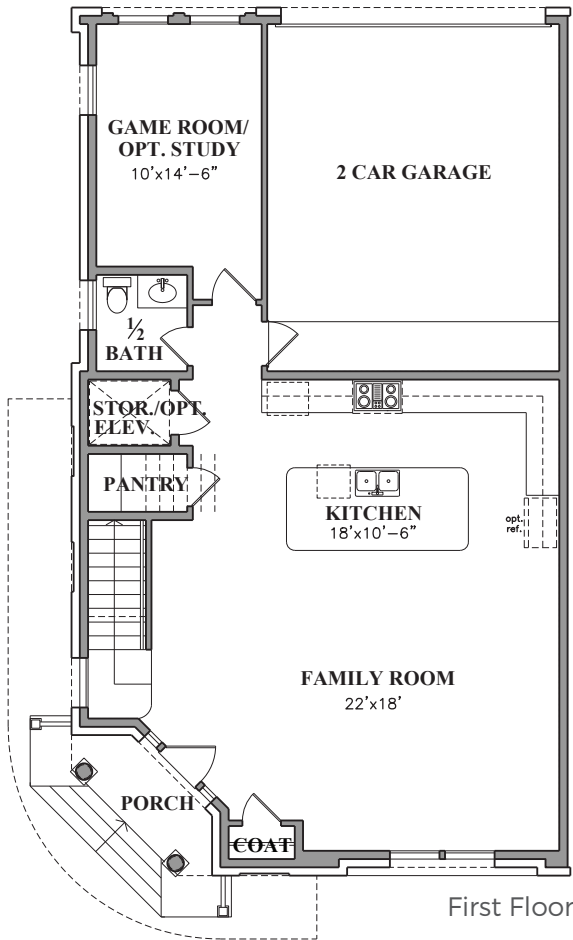 GAME ROOM/
OPT. STUDY
10'x14'-6"
2 CAR GARAGE
½
BATH
STOR./OPT.
ELEV.
PANTRY
KITCHEN
18'x10'-6"
opt.
ref.
FAMILY ROOM
22'x18'
PORCH
COAT
First Floor